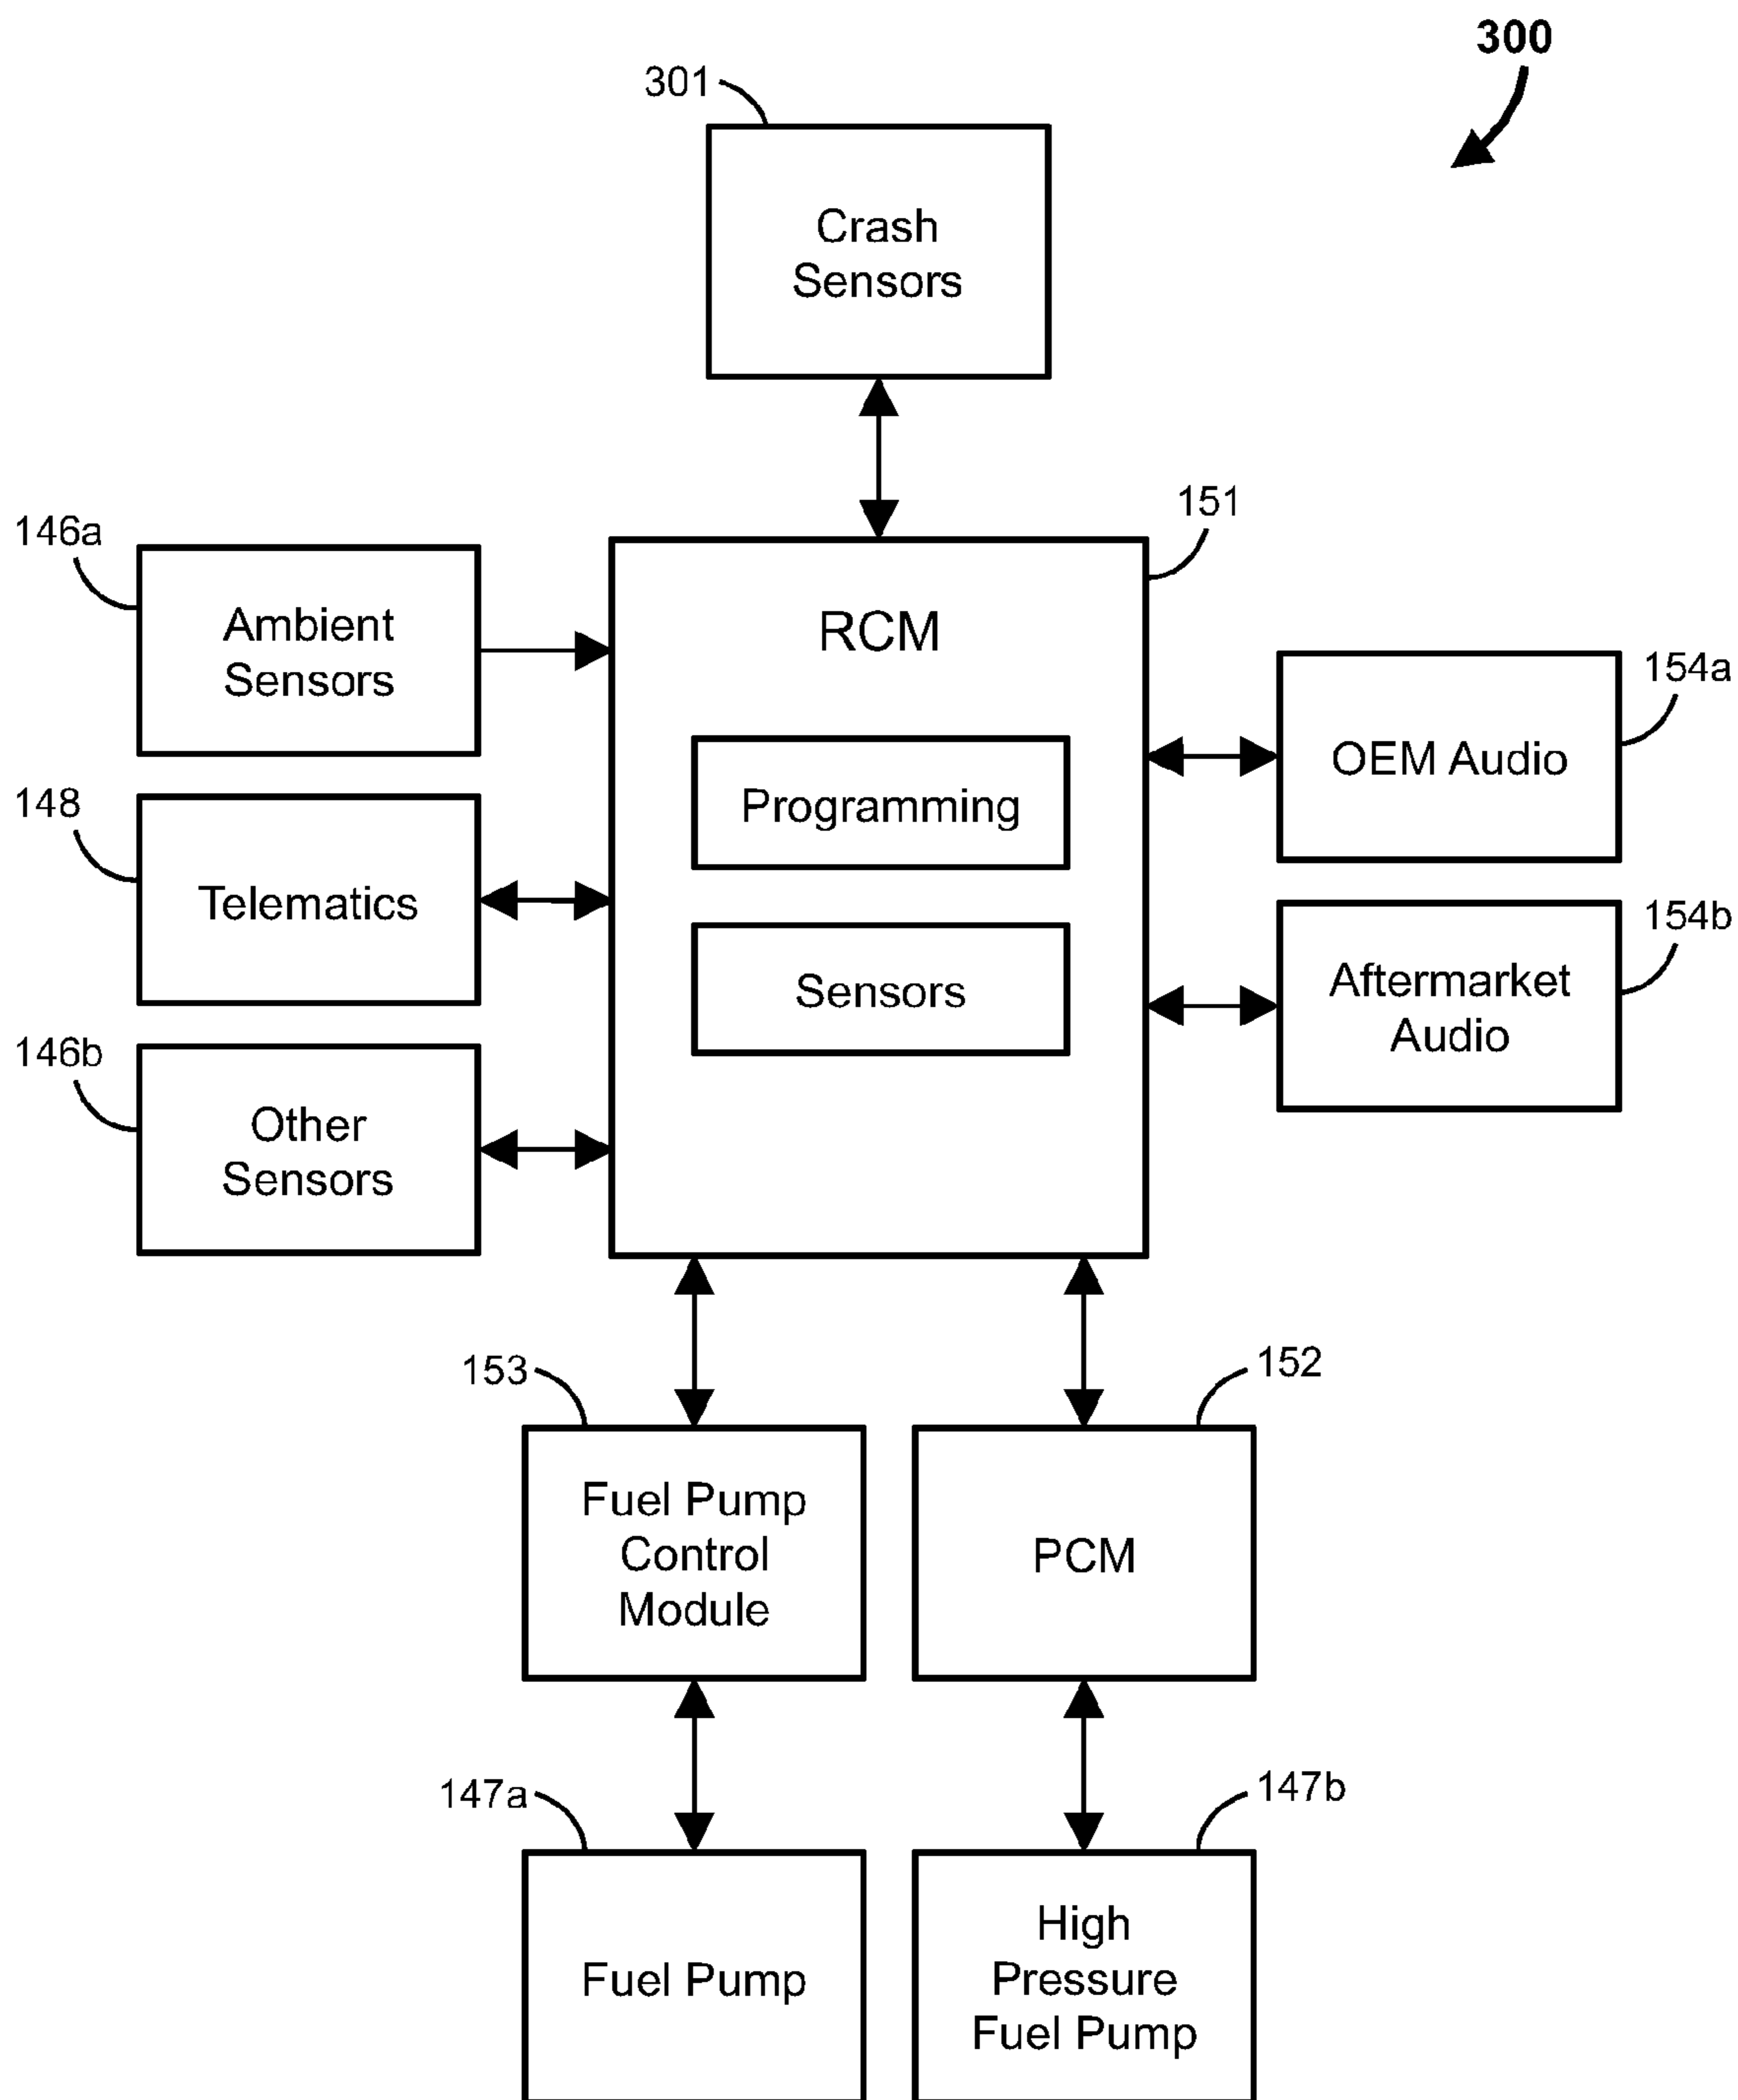 300
301
Crash
Sensors
146a
Ambient
Sensors
151
RCM
Programming
Sensors
154a
OEM Audio
148
Telematics
154b
Aftermarket
Audio
146b
Other
Sensors
153
Fuel Pump
Control
Module
152
PCM
147a
Fuel Pump
147b
High
Pressure
Fuel Pump